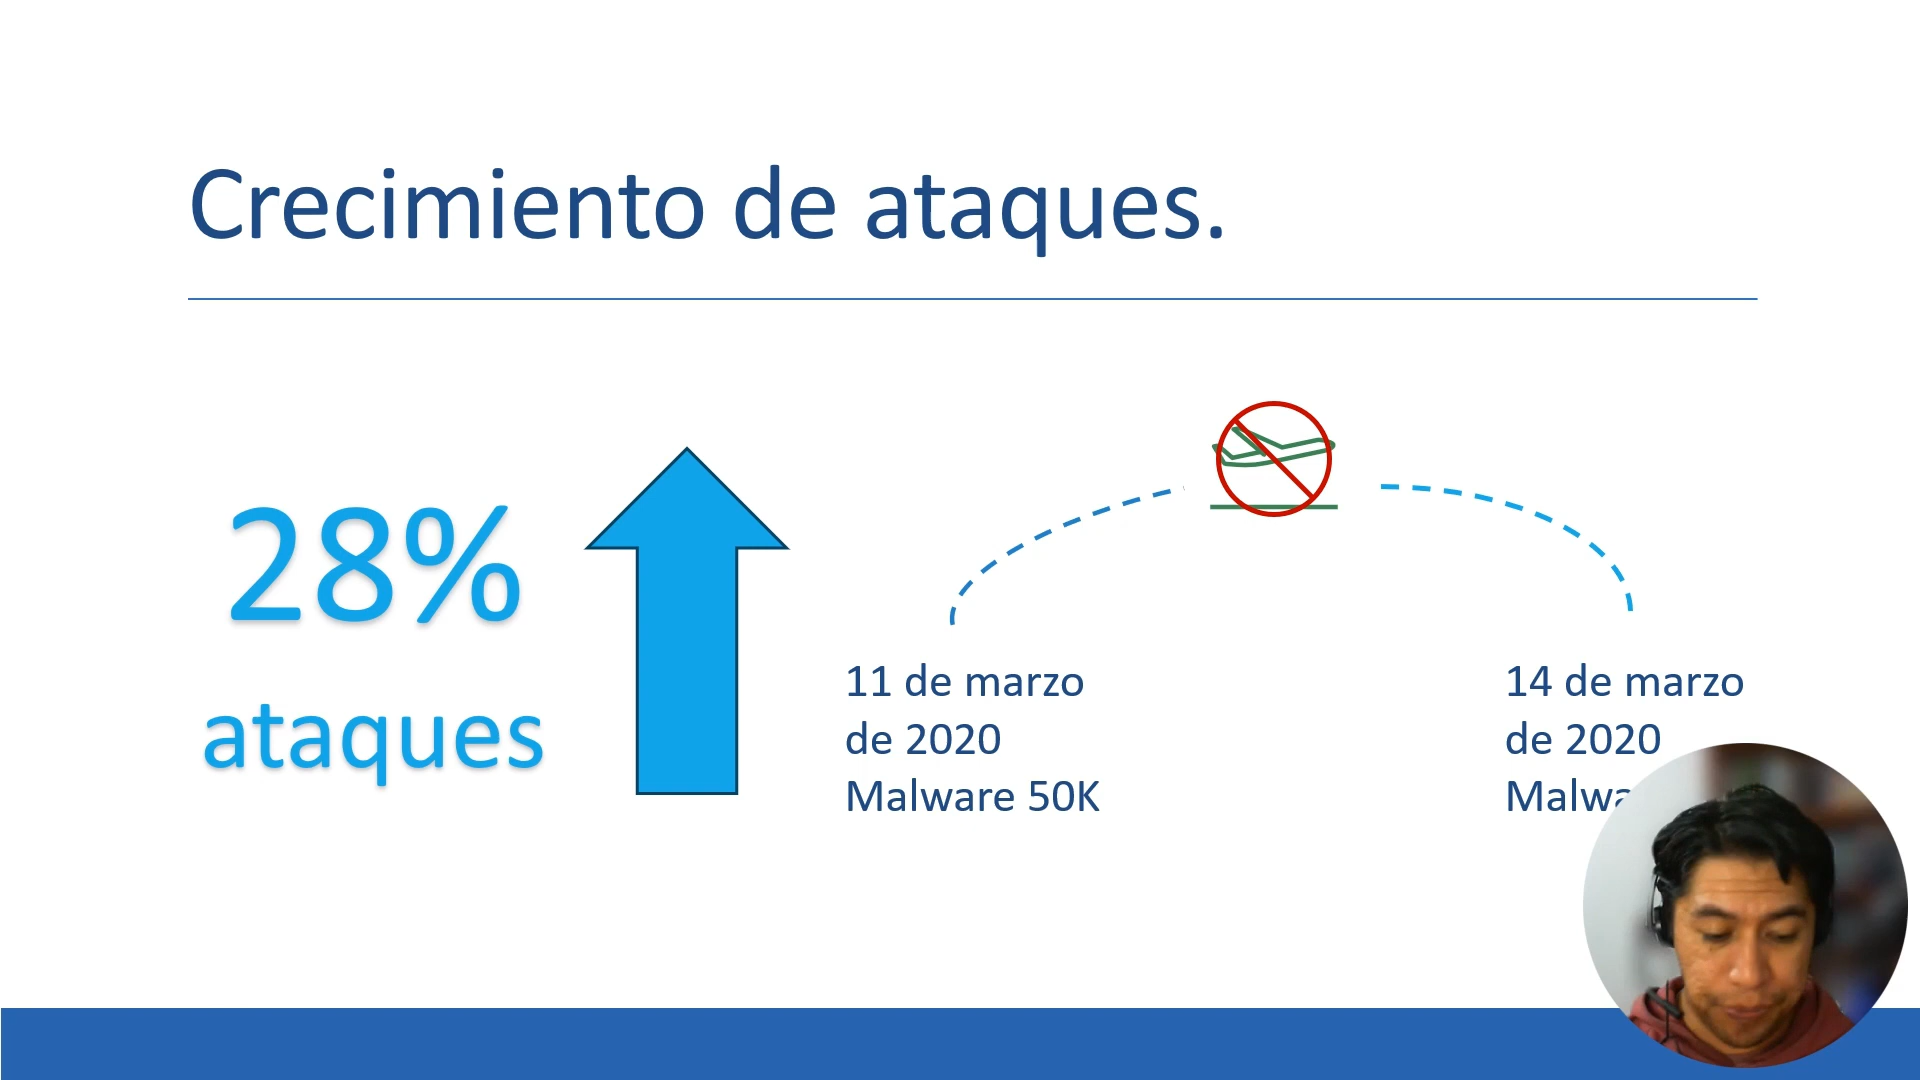 Crecimiento de ataques.
28%
ataques
11 de marzo
de 2020
Malware 50K
14 de marzo
de 2020